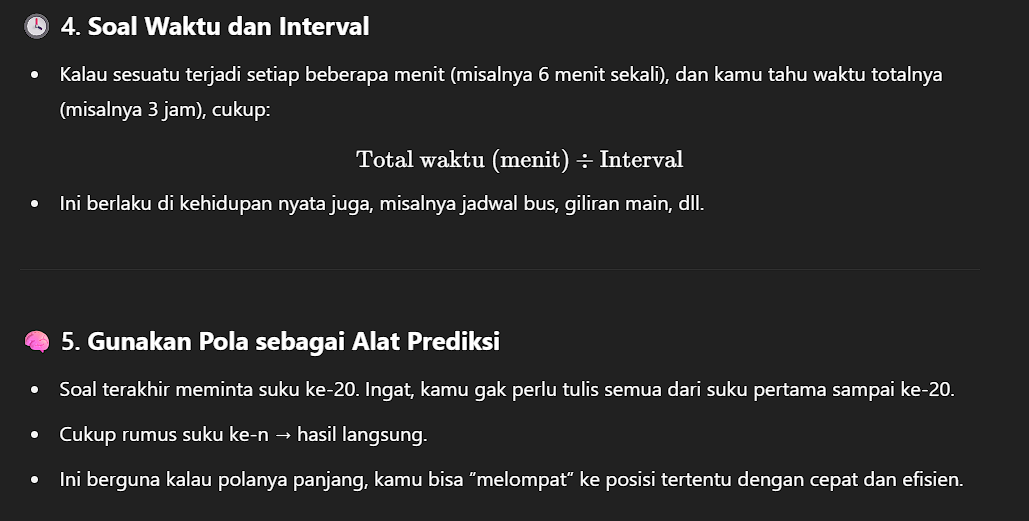 🕒 4. Soal Waktu dan Interval
• Kalau sesuatu terjadi setiap beberapa menit (misalnya 6 menit sekali), dan kamu tahu waktu totalnya
(misalnya 3 jam), cukup:
Total waktu (menit) ÷ Interval
• Ini berlaku di kehidupan nyata juga, misalnya jadwal bus, giliran main, dll.
🧠 5. Gunakan Pola sebagai Alat Prediksi
• Soal terakhir meminta suku ke-20. Ingat, kamu gak perlu tulis semua dari suku pertama sampai ke-20.
• Cukup rumus suku ke-n → hasil langsung.
• Ini berguna kalau polanya panjang, kamu bisa “melompat” ke posisi tertentu dengan cepat dan efisien.